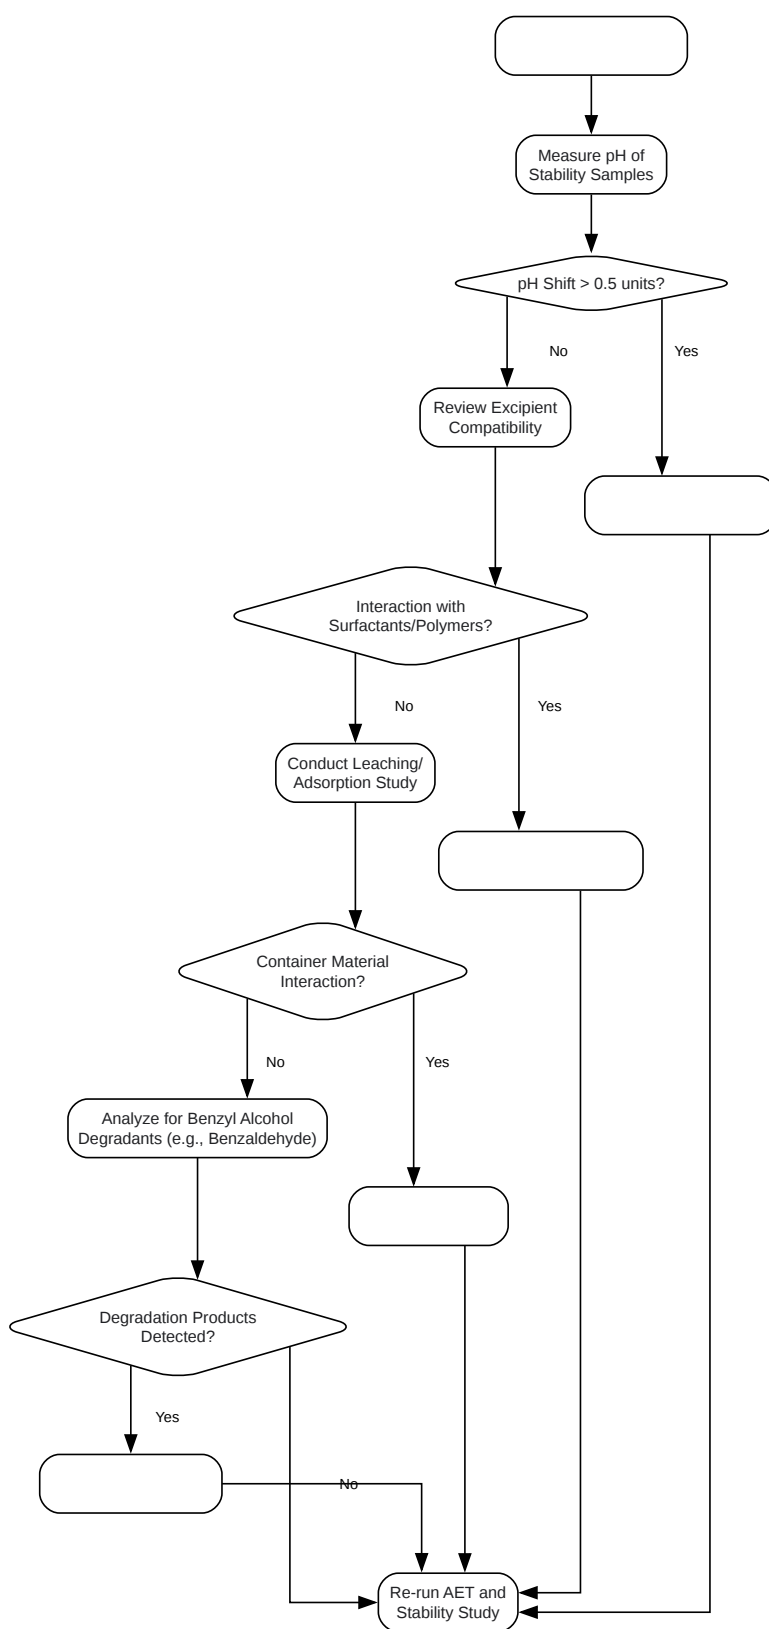 Measure pH of
Stability Samples
pH Shift > 0.5 units?
No
Yes
Review Excipient
Compatibility
Interaction with
Surfactants/Polymers?
No
Yes
Conduct Leaching/
Adsorption Study
Container Material
Interaction?
No
Yes
Analyze for Benzyl Alcohol
Degradants (e.g., Benzaldehyde)
Degradation Products
Detected?
Yes
No
Re-run AET and
Stability Study